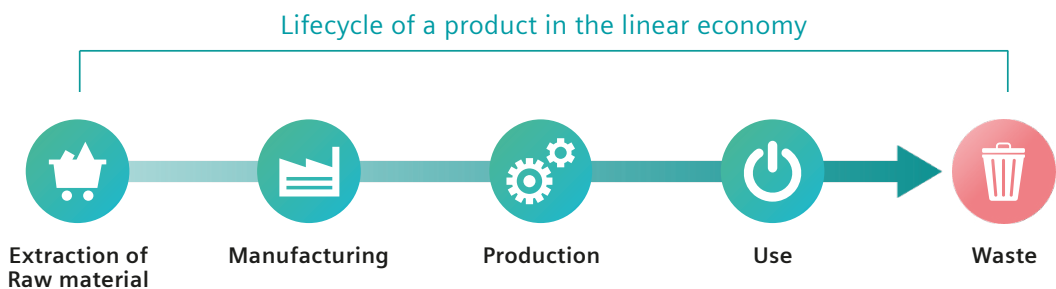 Lifecycle of a product in the linear economy
Extraction of
Raw material
Manufacturing
Production
Use
Waste